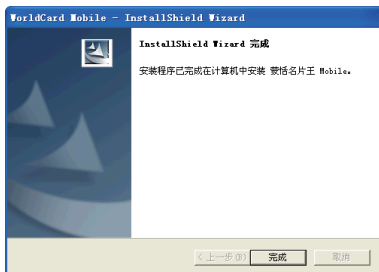 WorldCard Mobile - InstallShield Wizard
InstallShield Wizard 完成
安装程序已完成在计算机中安装 蒙恬名片王 Mobile。
< 上一步(B)
完成
取消